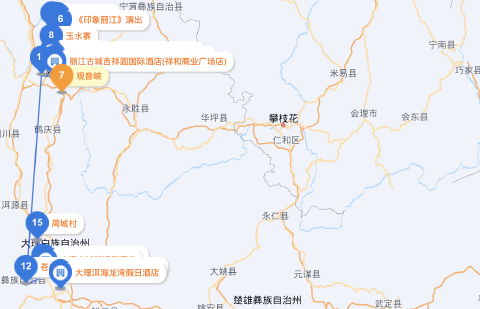 宁蒗彝族自治县
6 《印象丽江》演出
8 玉水寨
宁南县
1 丽江古城吉祥圆国际酒店(祥和商业广场店)
7 观音峡
米易县
巧家县
永胜县
华坪县
攀枝花
会理市
会东县
鹤庆县
仁和区
洱源县
15 周城村
永仁县
大理白族自治州
12 苍
大理洱海龙湾假日酒店
大姚县
元谋县
楚雄彝族自治州
武定县